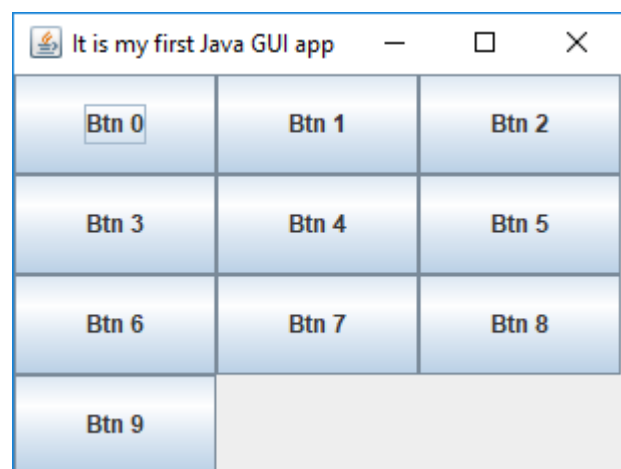 It is my first Java GUI app
Btn 0 Btn 1 Btn 2
Btn 3 Btn 4 Btn 5
Btn 6 Btn 7 Btn 8
Btn 9